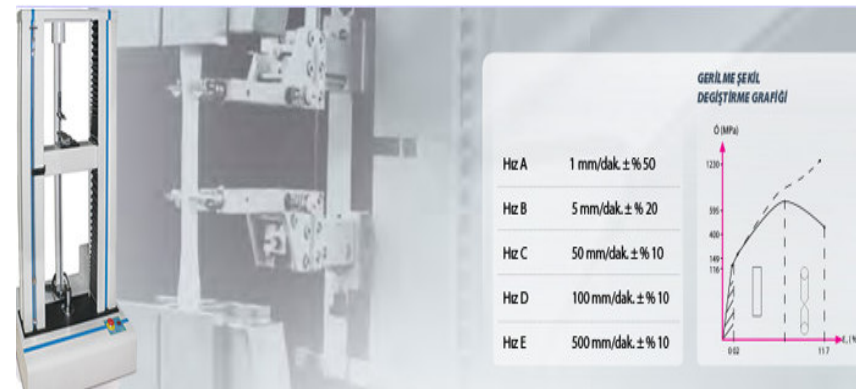 Hız A 1 mm/dak. ± % 50
Hız B 5 mm/dak. ± % 20
Hız C 50 mm/dak. ± % 10
Hız D 100 mm/dak. ± % 10
Hız E 500 mm/dak. ± % 10
GERİLME ŞEKİL
DEGİŞTİRME GRAFİĞİ
Ó (MPa)
1230
595
400
149
116
0 02
11 7